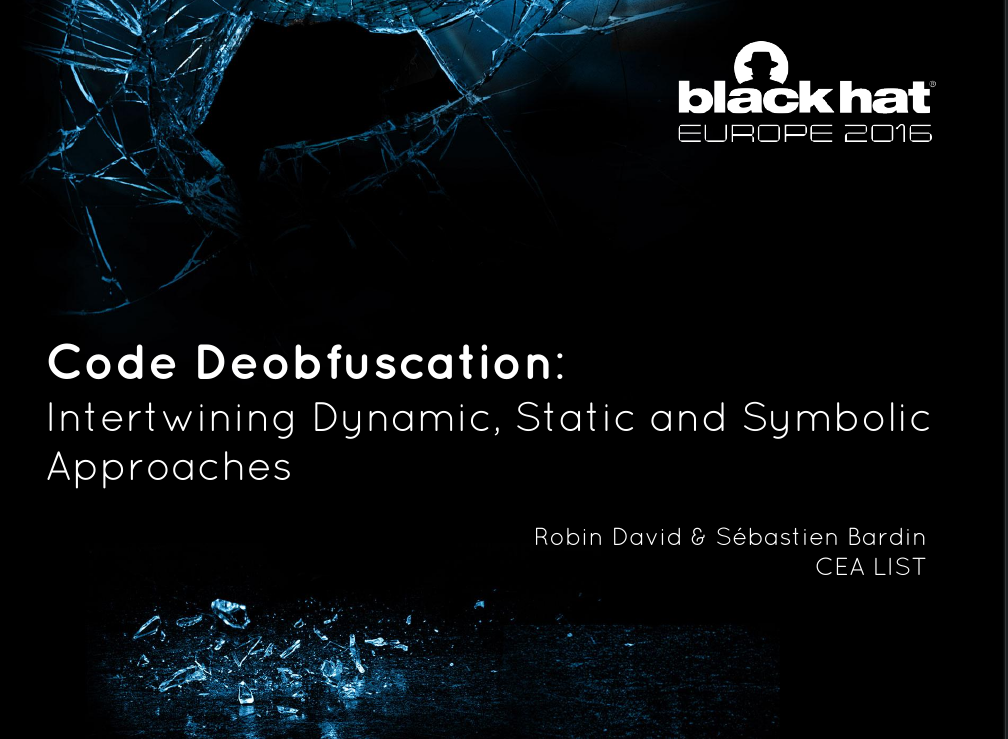 black hat®
EUROPE 2016
Code Deobfuscation:
Intertwining Dynamic, Static and Symbolic
Approaches
Robin David & Sébastien Bardin
CEA LIST